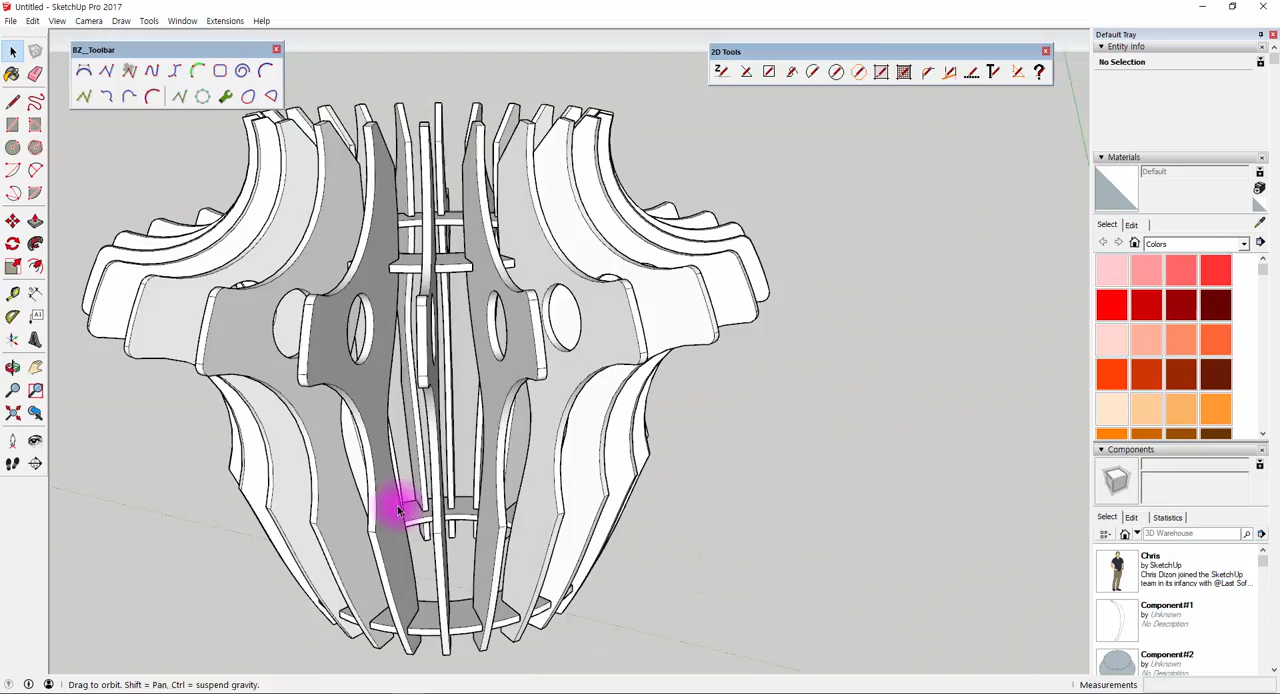 Untitled - SketchUp Pro 2017
File Edit View Camera Draw Tools Window Extensions Help
BZ__Toolbar
2D Tools
Default Tray
Entity Info
No Selection
Materials
Default
Select Edit
Colors
Components
Select Edit Statistics
3D Warehouse
Chris
by SketchUp
Chris Dizon joined the SketchUp
team in its infancy with @Last Sof...
Component#1
by Unknown
No Description
Component#2
by Unknown
No Description
Drag to orbit. Shift = Pan, Ctrl = suspend gravity.
Measurements